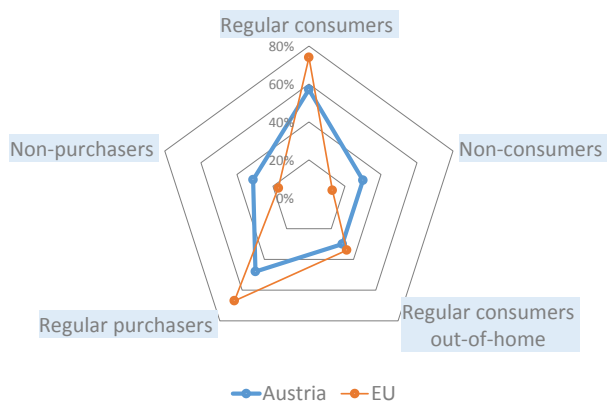 Regular consumers
80%
60%
40%
20%
0%
Non-purchasers
Non-consumers
Regular purchasers
Regular consumers
out-of-home
Austria
EU